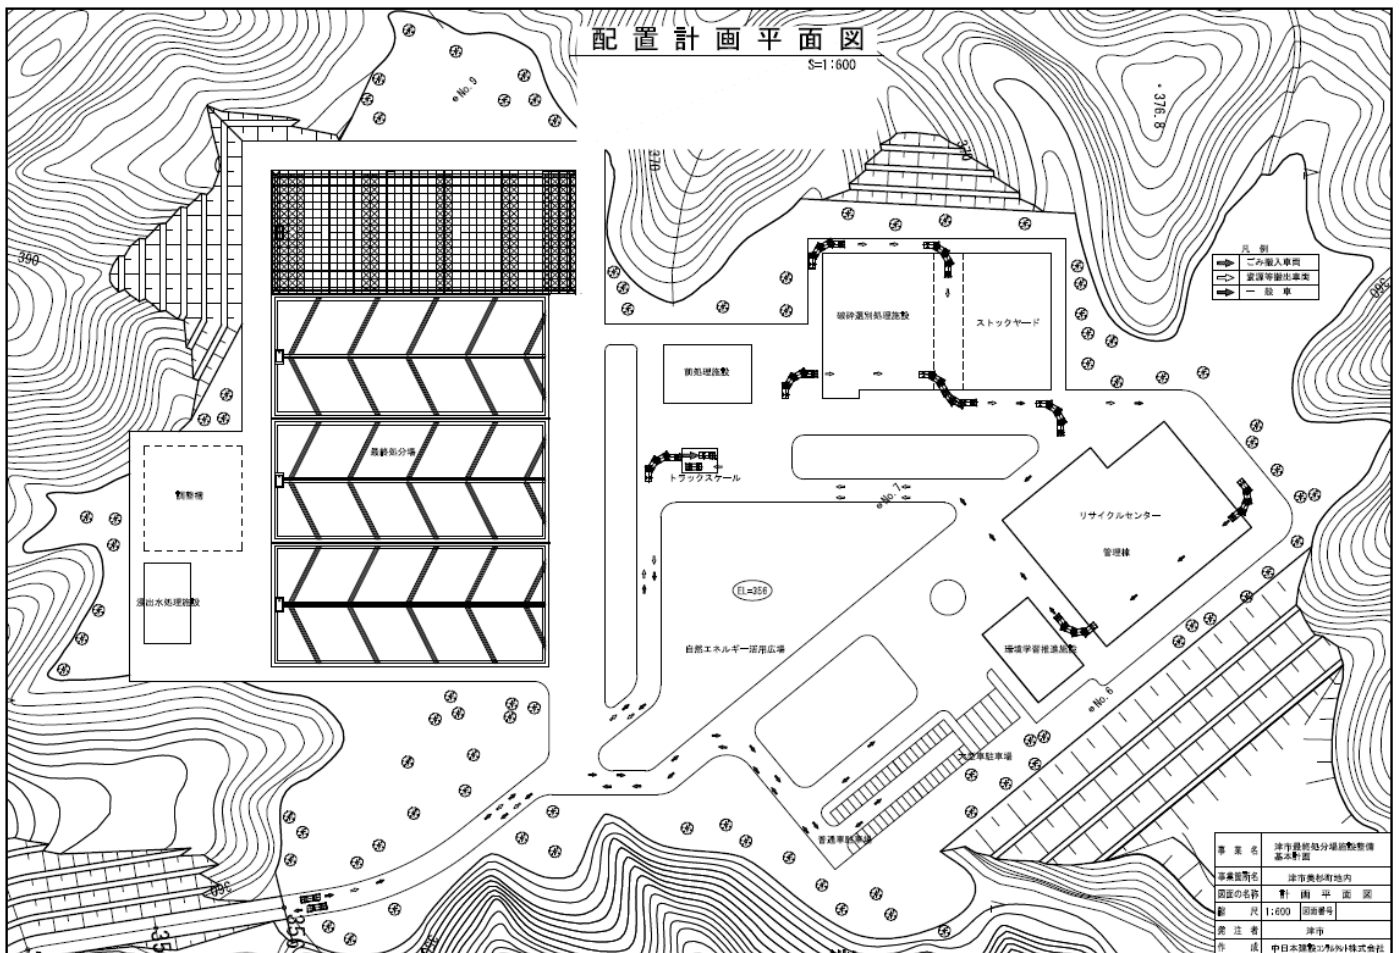 配置計画平面図
S=1:600
No.9
376.8
370
370
390
凡 例
ごみ搬入車両
資源等搬出車両
一 般 車
360
破砕選別処理施設
ストックヤード
前処理施設
最終処分場
トラックスケール
調整槽
No.7
リサイクルセンター
管理棟
EL=356
浸出水処理施設
自然エネルギー活用広場
環境学習推進施設
No.6
大型車駐車場
普通車駐車場
360
356
事 業 名 津市最終処分場施設整備
基本計画
事業箇所名 津市美杉町地内
図面の名称 計 画 平 面 図
縮 尺 1:600 図面番号
発 注 者 津市
作 成 中日本建設コンサルタント株式会社